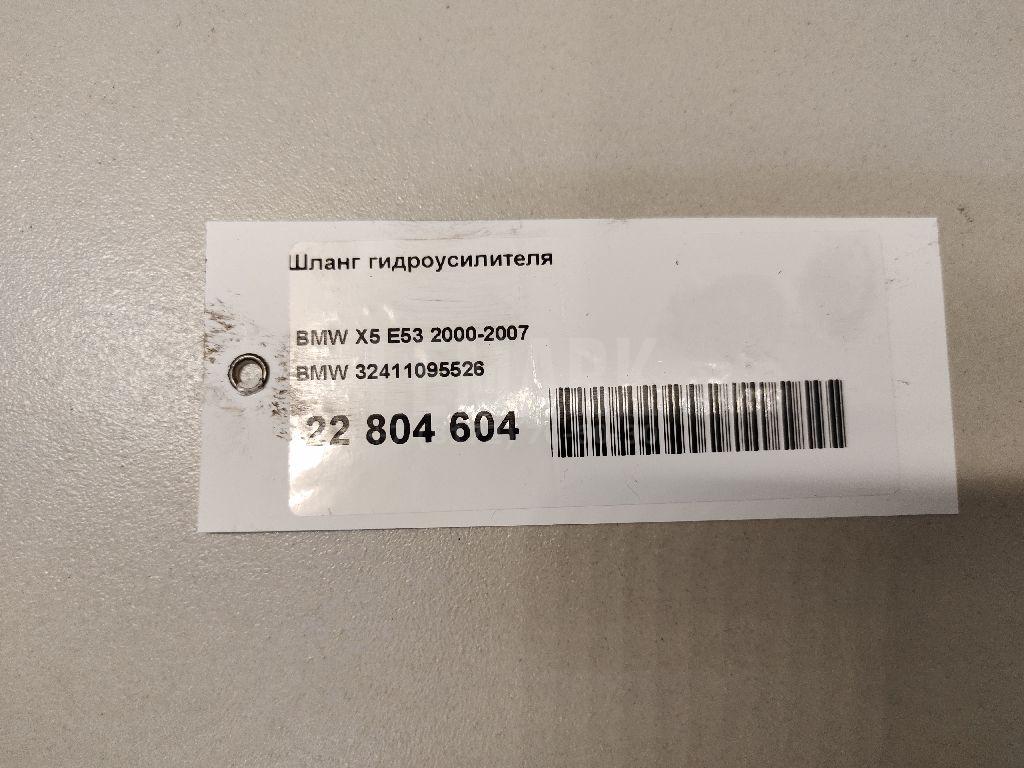 Шланг гидроусилителя
BMW X5 E53 2000-2007
BMW 32411095526
22 804 604